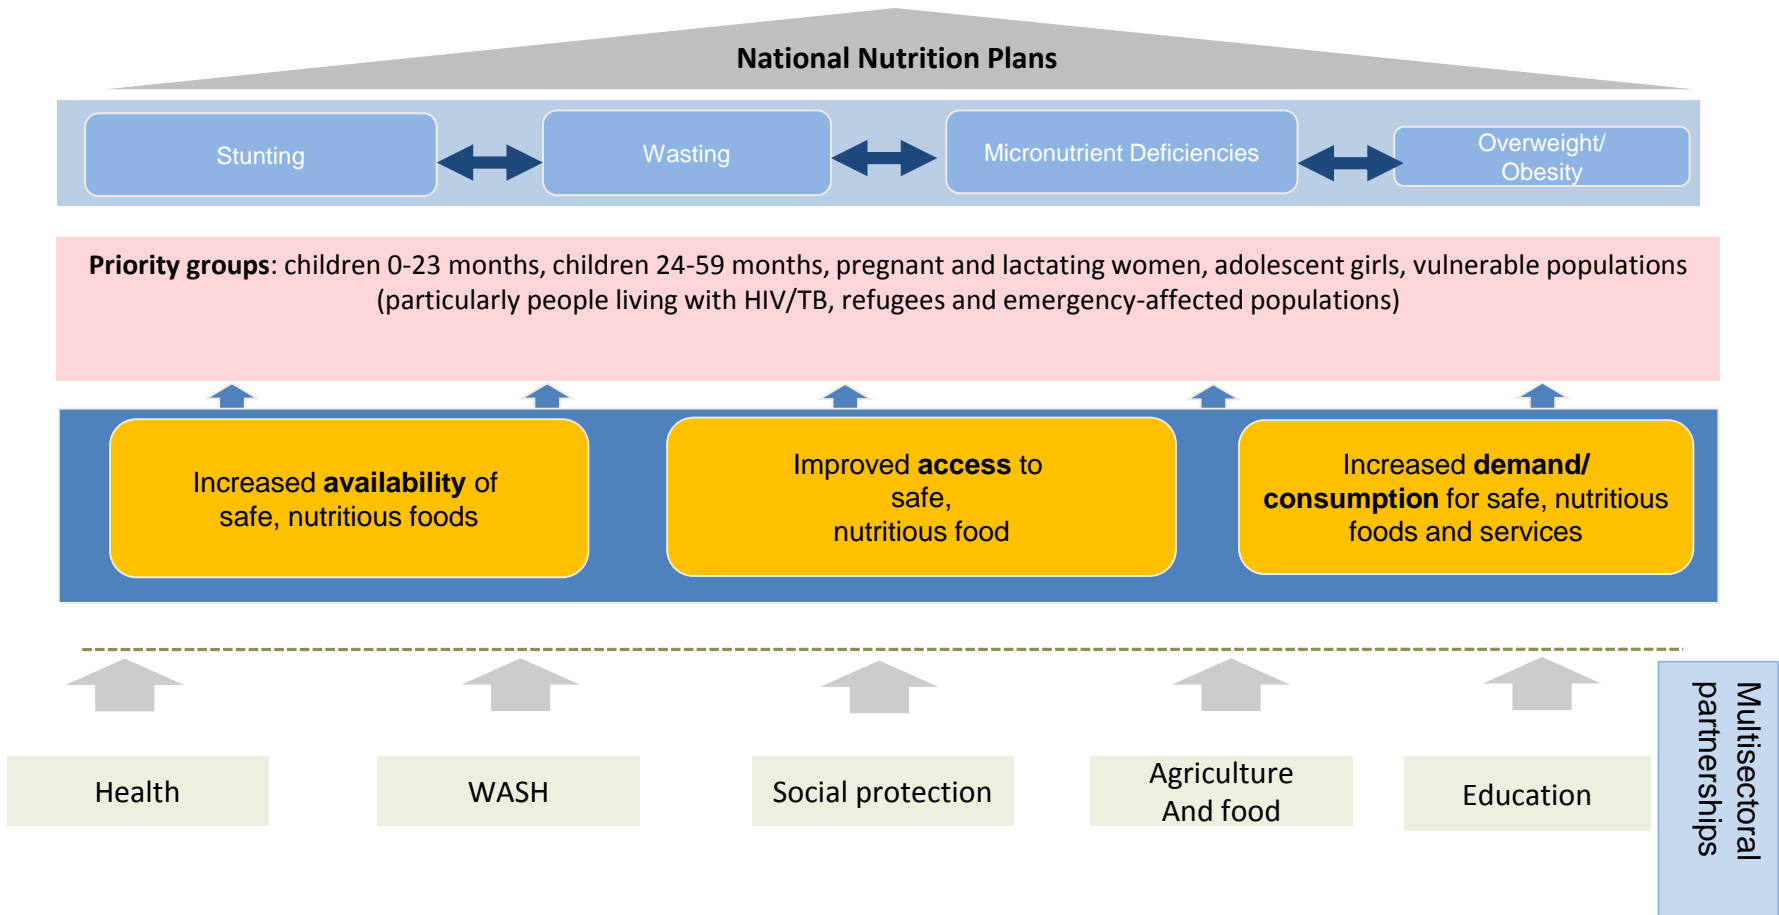 National Nutrition Plans
Stunting
Wasting
Micronutrient Deficiencies
Overweight/
Obesity
Priority groups: children 0-23 months, children 24-59 months, pregnant and lactating women, adolescent girls, vulnerable populations
(particularly people living with HIV/TB, refugees and emergency-affected populations)
Increased availability of
safe, nutritious foods
Improved access to
safe,
nutritious food
Increased demand/
consumption for safe, nutritious
foods and services
Health
WASH
Social protection
Agriculture
And food
Education
Multisectoral
partnerships